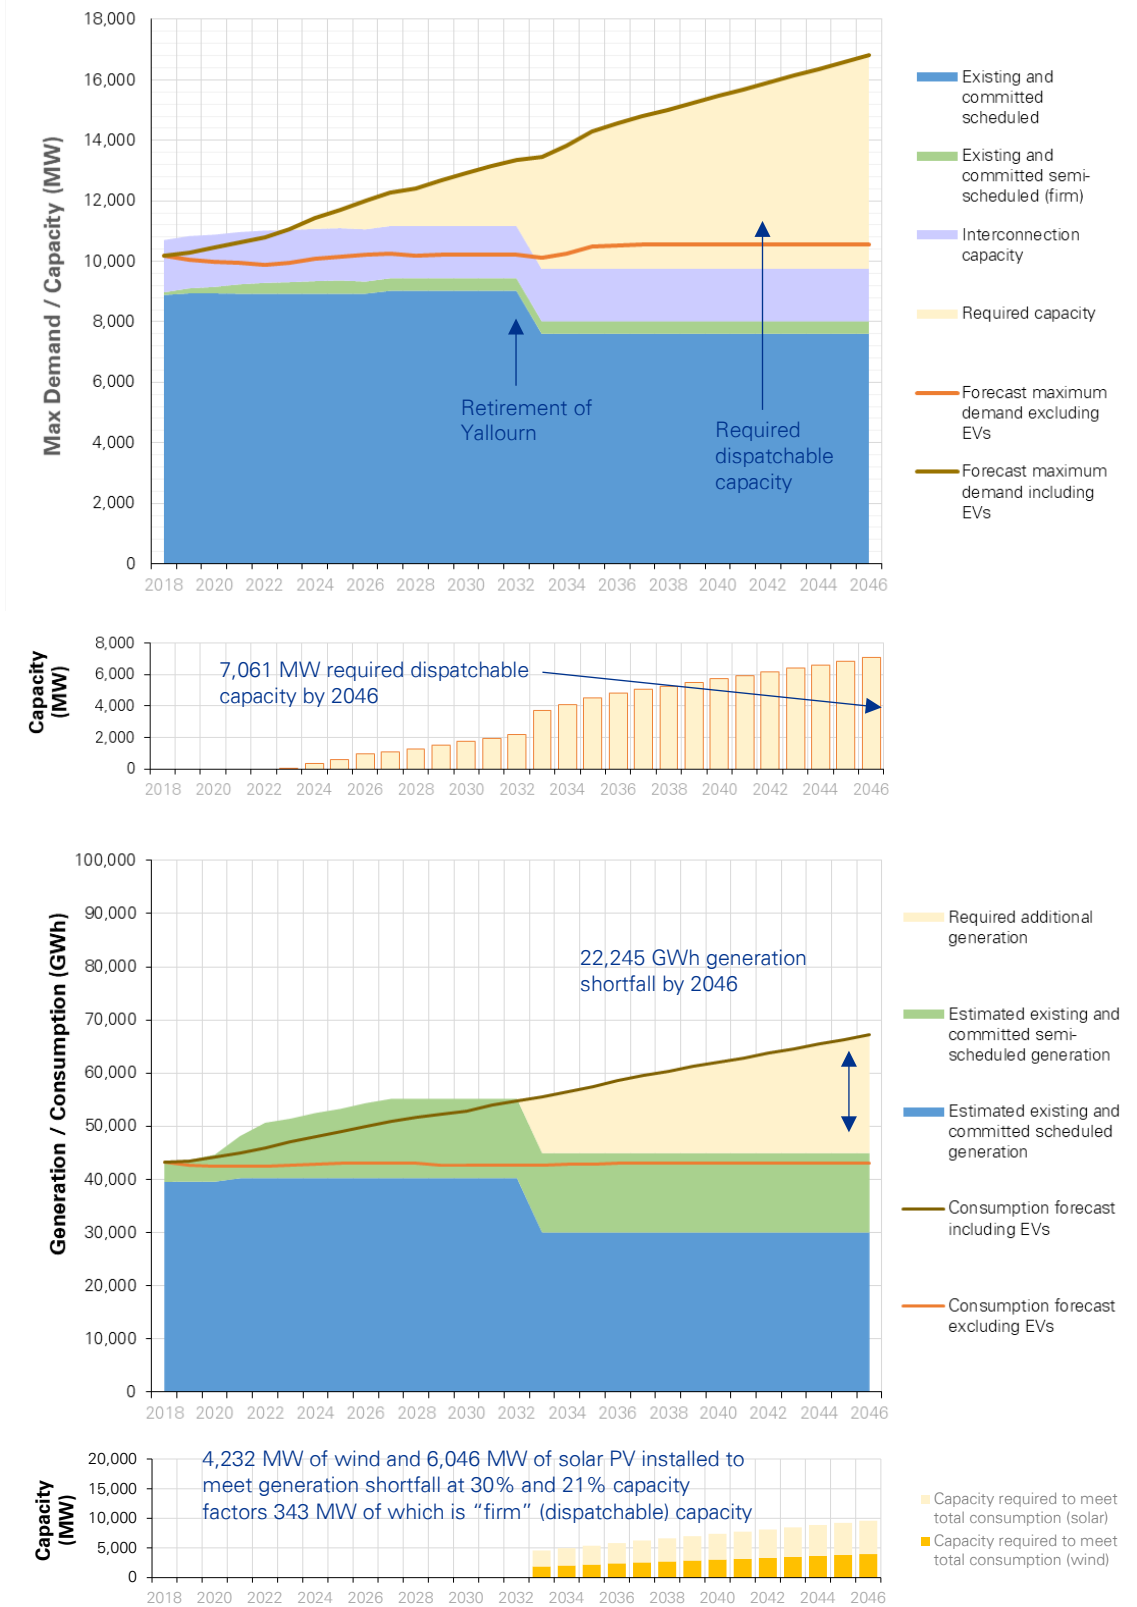 18,000
16,000
14,000
12,000
10,000
8,000
6,000
4,000
2,000
0
Max Demand / Capacity (MW)
2018 2020 2022 2024 2026 2028 2030 2032 2034 2036 2038 2040 2042 2044 2046
Retirement of
Yallourn
Required
dispatchable
capacity
Existing and
committed
scheduled
Existing and
committed semi-
scheduled (firm)
Interconnection
capacity
Required capacity
Forecast maximum
demand excluding
EVs
Forecast maximum
demand including
EVs
8,000
6,000
4,000
2,000
0
Capacity
(MW)
7,061 MW required dispatchable
capacity by 2046
2018 2020 2022 2024 2026 2028 2030 2032 2034 2036 2038 2040 2042 2044 2046
100,000
90,000
80,000
70,000
60,000
50,000
40,000
30,000
20,000
10,000
0
Generation / Consumption (GWh)
22,245 GWh generation
shortfall by 2046
2018 2020 2022 2024 2026 2028 2030 2032 2034 2036 2038 2040 2042 2044 2046
Required additional
generation
Estimated existing and
committed semi-
scheduled generation
Estimated existing and
committed scheduled
generation
Consumption forecast
including EVs
Consumption forecast
excluding EVs
20,000
15,000
10,000
5,000
0
Capacity
(MW)
4,232 MW of wind and 6,046 MW of solar PV installed to
meet generation shortfall at 30% and 21% capacity
factors 343 MW of which is “firm” (dispatchable) capacity
2018 2020 2022 2024 2026 2028 2030 2032 2034 2036 2038 2040 2042 2044 2046
Capacity required to meet
total consumption (solar)
Capacity required to meet
total consumption (wind)